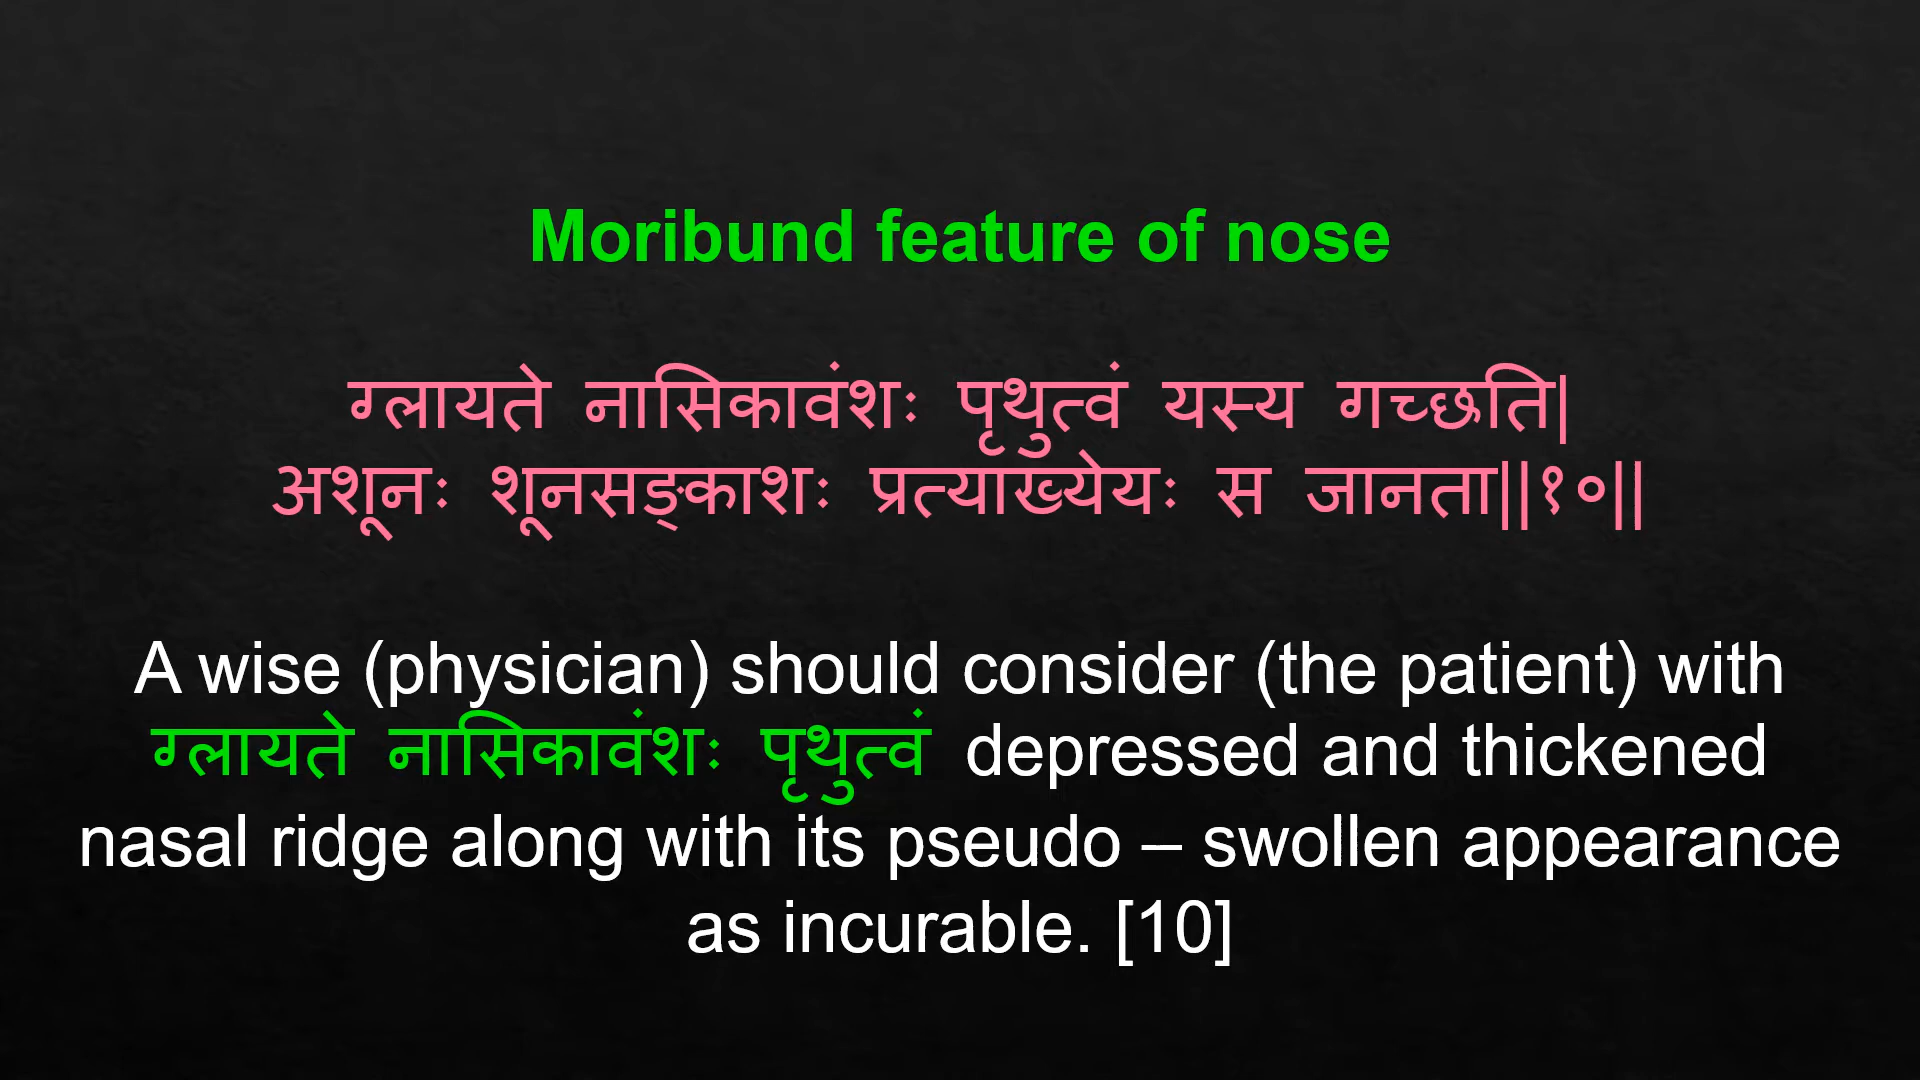 Moribund feature of nose
ग्लायते नासिकावंशः पृथुत्वं यस्य गच्छति|
अशूनः शूनसङ्काशः प्रत्याख्येयः स जानता||१०||
A wise (physician) should consider (the patient) with
ग्लायते नासिकावंशः पृथुत्वं depressed and thickened
nasal ridge along with its pseudo – swollen appearance
as incurable. [10]